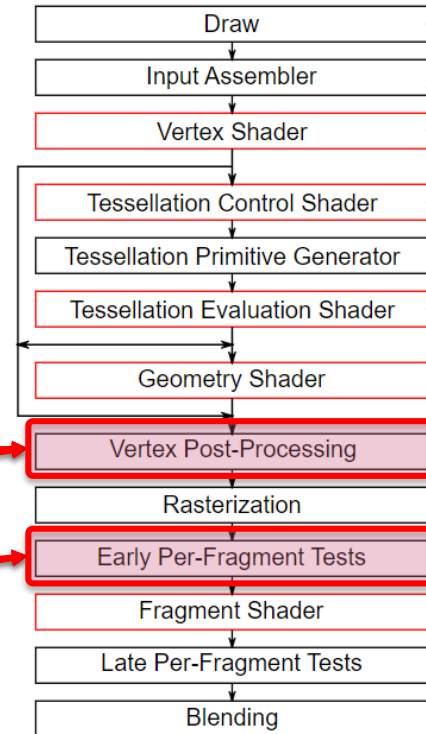 Draw
Input Assembler
Vertex Shader
Tessellation Control Shader
Tessellation Primitive Generator
Tessellation Evaluation Shader
Geometry Shader
Vertex Post-Processing
Rasterization
Early Per-Fragment Tests
Fragment Shader
Late Per-Fragment Tests
Blending